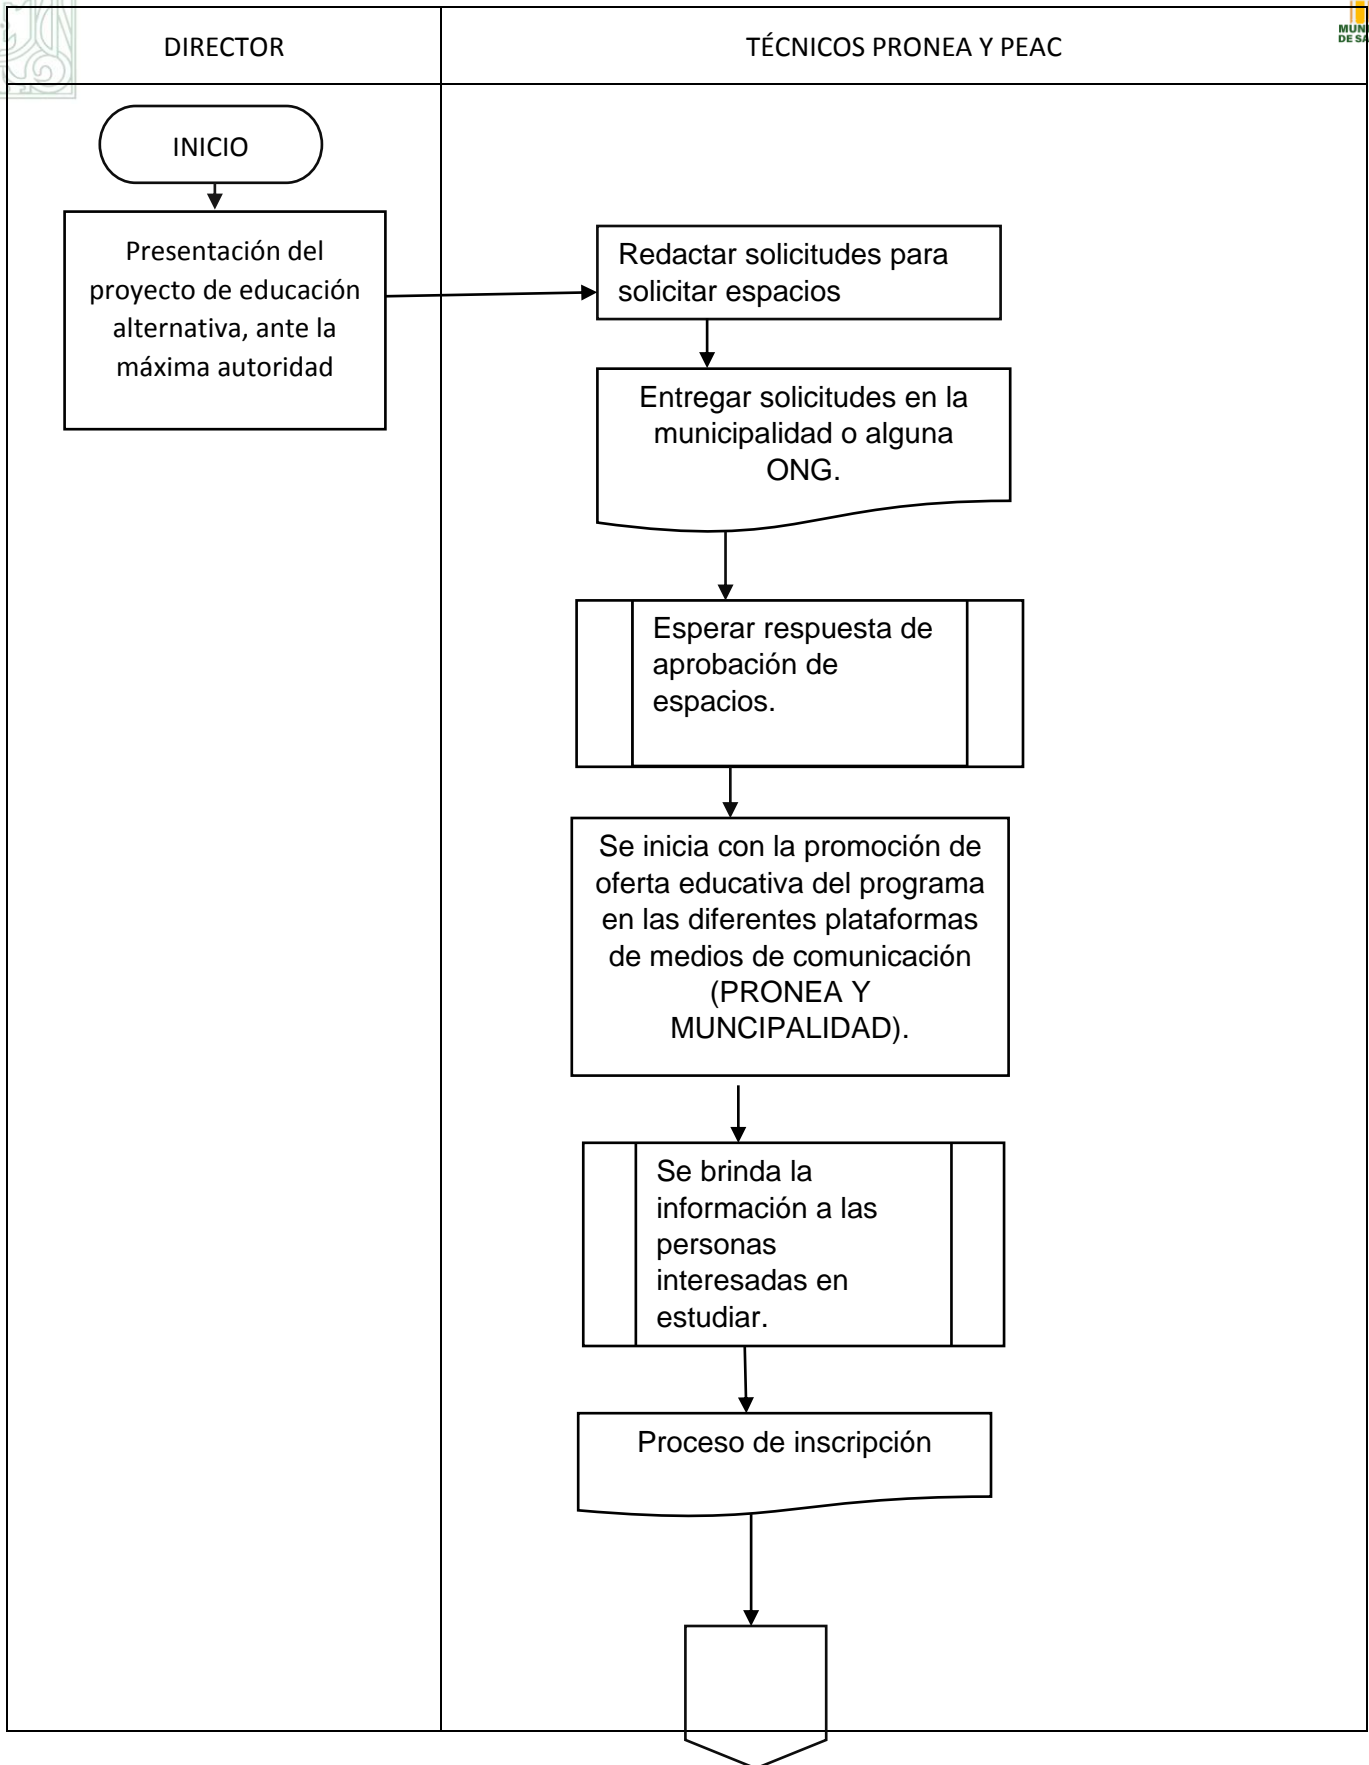 DIRECTOR
TÉCNICOS PRONEA Y PEAC
INICIO
Presentación del
proyecto de educación
alternativa, ante la
máxima autoridad
Redactar solicitudes para
solicitar espacios
Entregar solicitudes en la
municipalidad o alguna
ONG.
Esperar respuesta de
aprobación de
espacios.
Se inicia con la promoción de
oferta educativa del programa
en las diferentes plataformas
de medios de comunicación
(PRONEA Y
MUNCIPALIDAD).
Se brinda la
información a las
personas
interesadas en
estudiar.
Proceso de inscripción